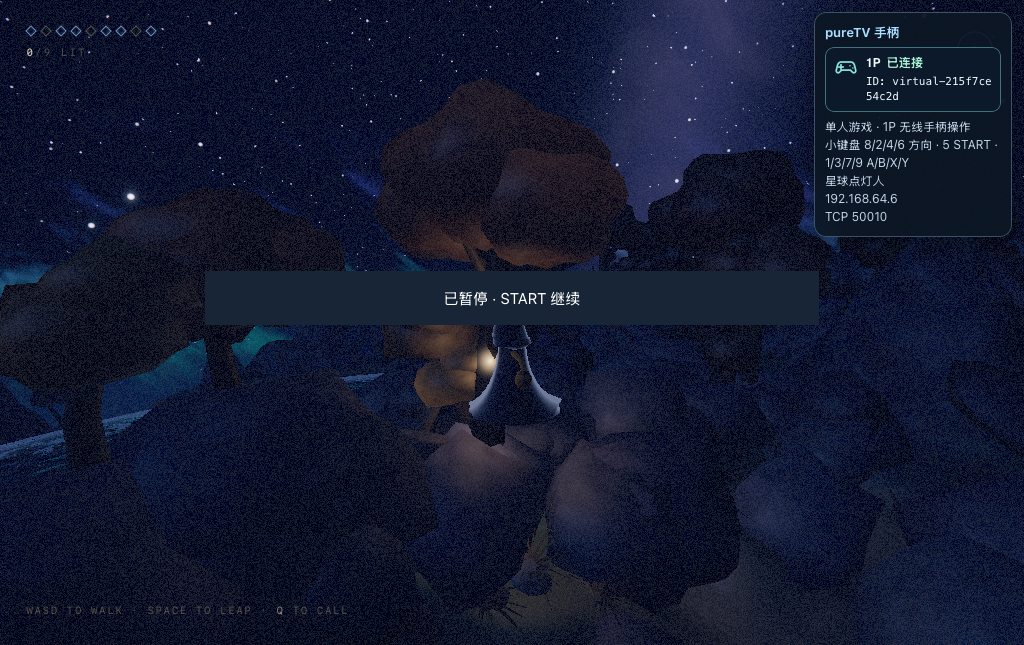 0/9 LIT
pureTV 手柄
1P 已连接
ID: virtual-215f7ce
54c2d
单人游戏 · 1P 无线手柄操作
小键盘 8/2/4/6 方向 · 5 START ·
1/3/7/9 A/B/X/Y
星球点灯人
192.168.64.6
TCP 50010
已暂停 · START 继续
WASD TO WALK · SPACE TO LEAP · Q TO CALL